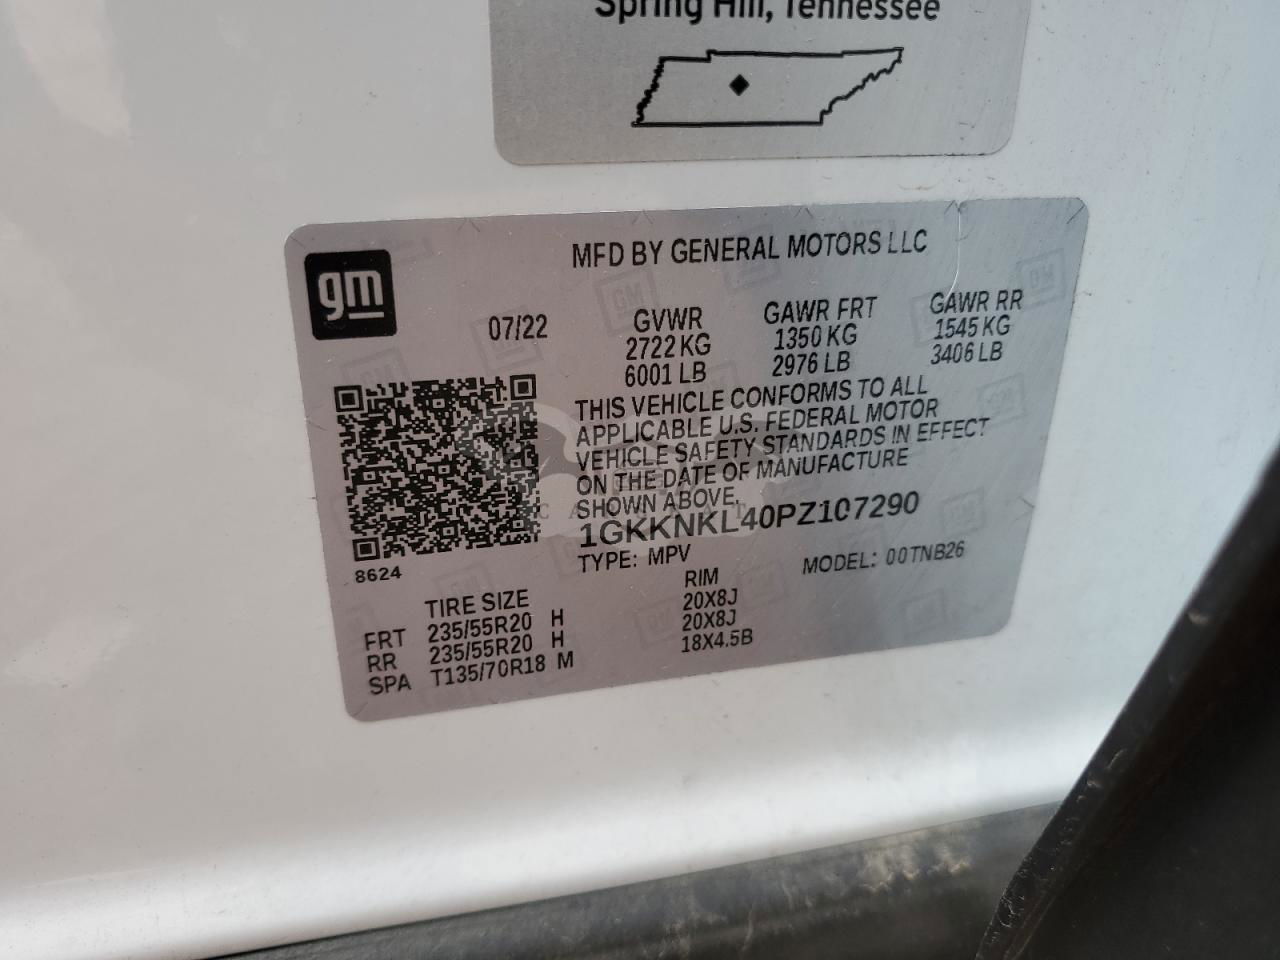 Spring Hill, Tennessee
gm
MFD BY GENERAL MOTORS LLC
07/22
GVWR
2722 KG
6001 LB
GAWR FRT
1350 KG
2976 LB
GAWR RR
1545 KG
3406 LB
THIS VEHICLE CONFORMS TO ALL
APPLICABLE U.S. FEDERAL MOTOR
VEHICLE SAFETY STANDARDS IN EFFECT
ON THE DATE OF MANUFACTURE
SHOWN ABOVE.
1GKKNKL40PZ107290
TYPE: MPV
MODEL: 00TNB26
8624
TIRE SIZE
RIM
FRT 235/55R20 H 20X8J
RR 235/55R20 H 20X8J
SPA T135/70R18 M 18X4.5B